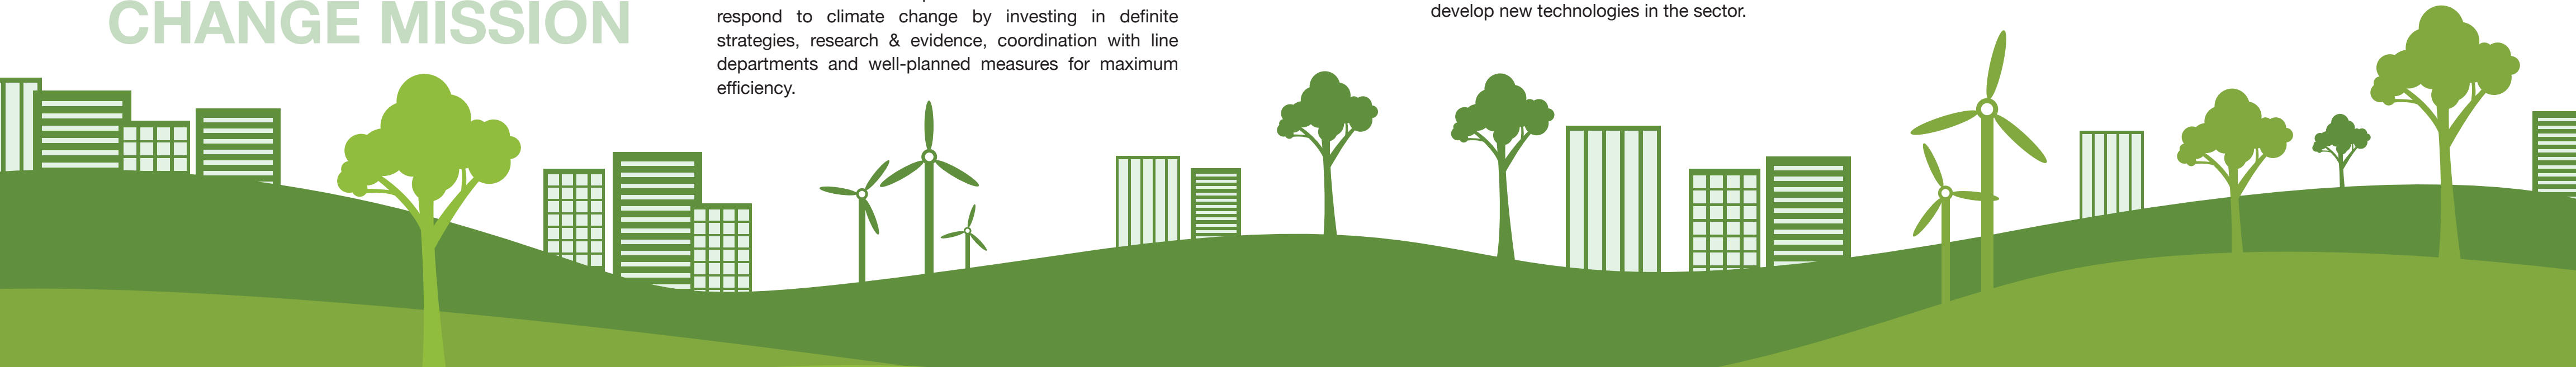 CHANGE MISSION
respond to climate change by investing in definite
strategies, research & evidence, coordination with line
departments and well-planned measures for maximum
efficiency.
develop new technologies in the sector.